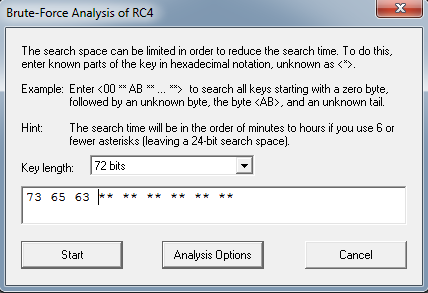 Brute-Force Analysis of RC4
The search space can be limited in order to reduce the search time. To do this,
enter known parts of the key in hexadecimal notation, unknown as <*>.
Example: Enter <00 ** AB ** ... **> to search all keys starting with a zero byte,
followed by an unknown byte, the byte <AB>, and an unknown tail.
Hint: The search time will be in the order of minutes to hours if you use 6 or
fewer asterisks (leaving a 24-bit search space).
Key length: 72 bits
73 65 63 ** ** ** ** ** **
Start Analysis Options Cancel